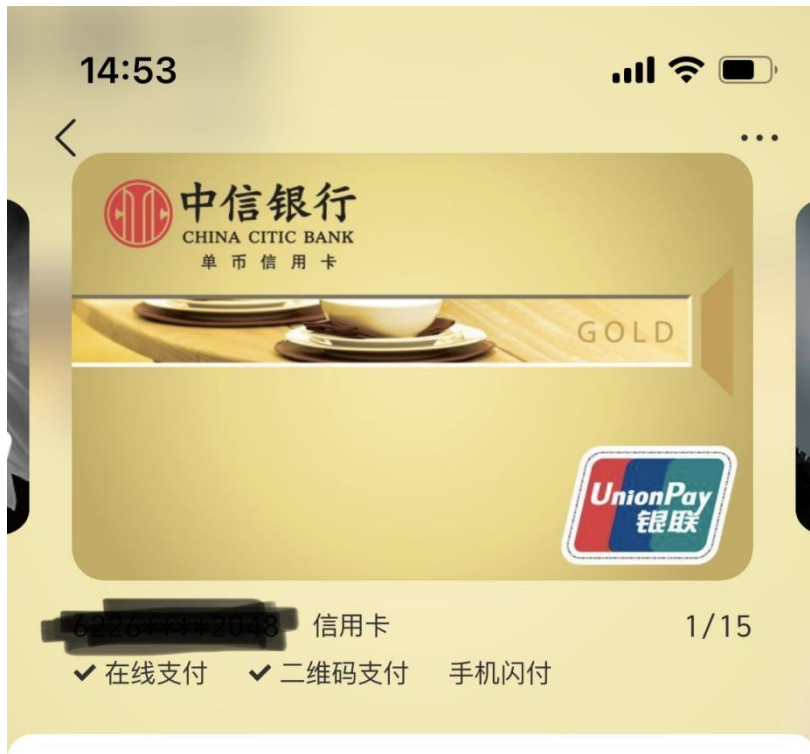 14:53
中信银行
CHINA CITIC BANK
单币信用卡
GOLD
UnionPay
银联
信用卡 1/15
✔ 在线支付 ✔ 二维码支付 手机闪付